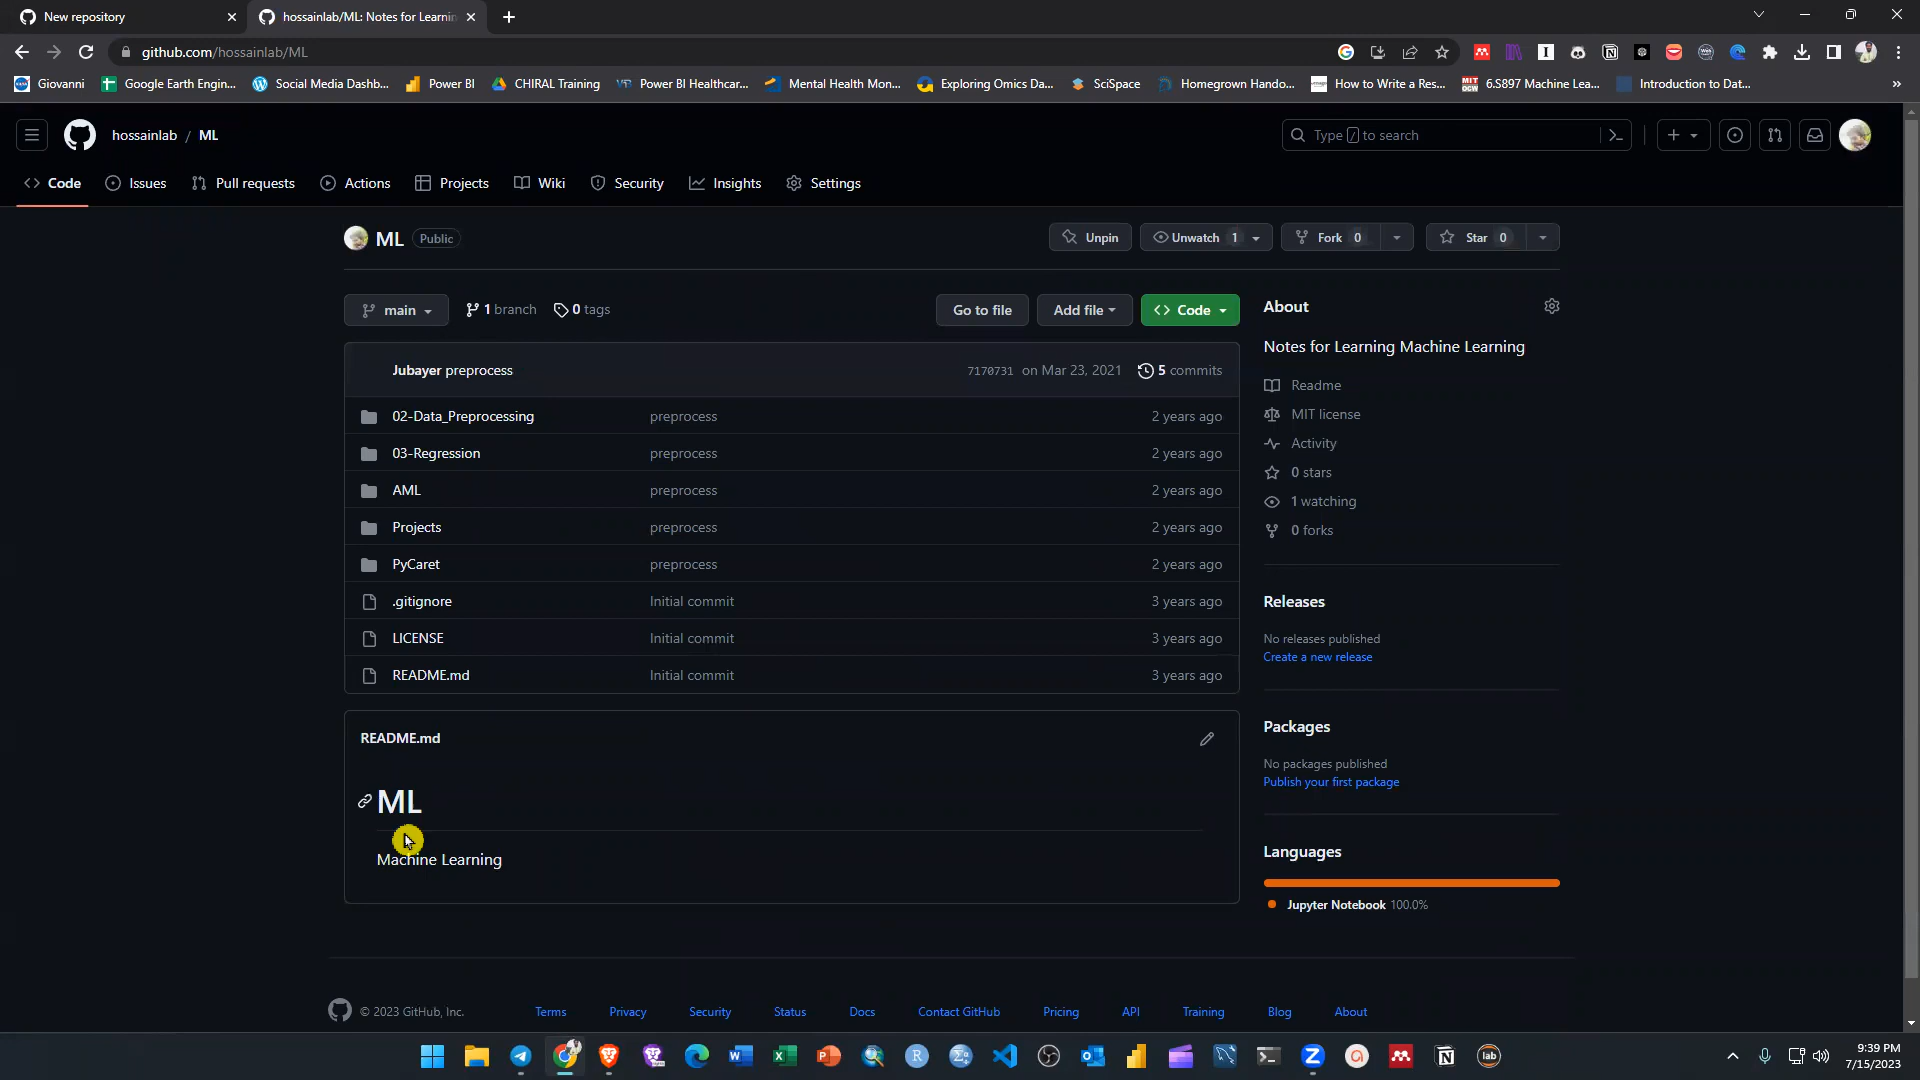 New repository
hossainlab/ML: Notes for Learnin
github.com/hossainlab/ML
Giovanni
Google Earth Engin...
Social Media Dashb...
Power BI
CHIRAL Training
Power BI Healthcar...
Mental Health Mon...
Exploring Omics Da...
SciSpace
Homegrown Hando...
How to Write a Res...
6.S897 Machine Lea...
Introduction to Dat...
hossainlab / ML
Type / to search
Code
Issues
Pull requests
Actions
Projects
Wiki
Security
Insights
Settings
ML Public
Unpin
Unwatch 1
Fork 0
Star 0
main
1 branch
0 tags
Go to file
Add file
Code
Jubayer preprocess 7170731 on Mar 23, 2021 5 commits
02-Data_Preprocessing preprocess 2 years ago
03-Regression preprocess 2 years ago
AML preprocess 2 years ago
Projects preprocess 2 years ago
PyCaret preprocess 2 years ago
.gitignore Initial commit 3 years ago
LICENSE Initial commit 3 years ago
README.md Initial commit 3 years ago
README.md
ML
Machine Learning
About
Notes for Learning Machine Learning
Readme
MIT license
Activity
0 stars
1 watching
0 forks
Releases
No releases published
Create a new release
Packages
No packages published
Publish your first package
Languages
Jupyter Notebook 100.0%
© 2023 GitHub, Inc.
Terms
Privacy
Security
Status
Docs
Contact GitHub
Pricing
API
Training
Blog
About
9:39 PM
7/15/2023